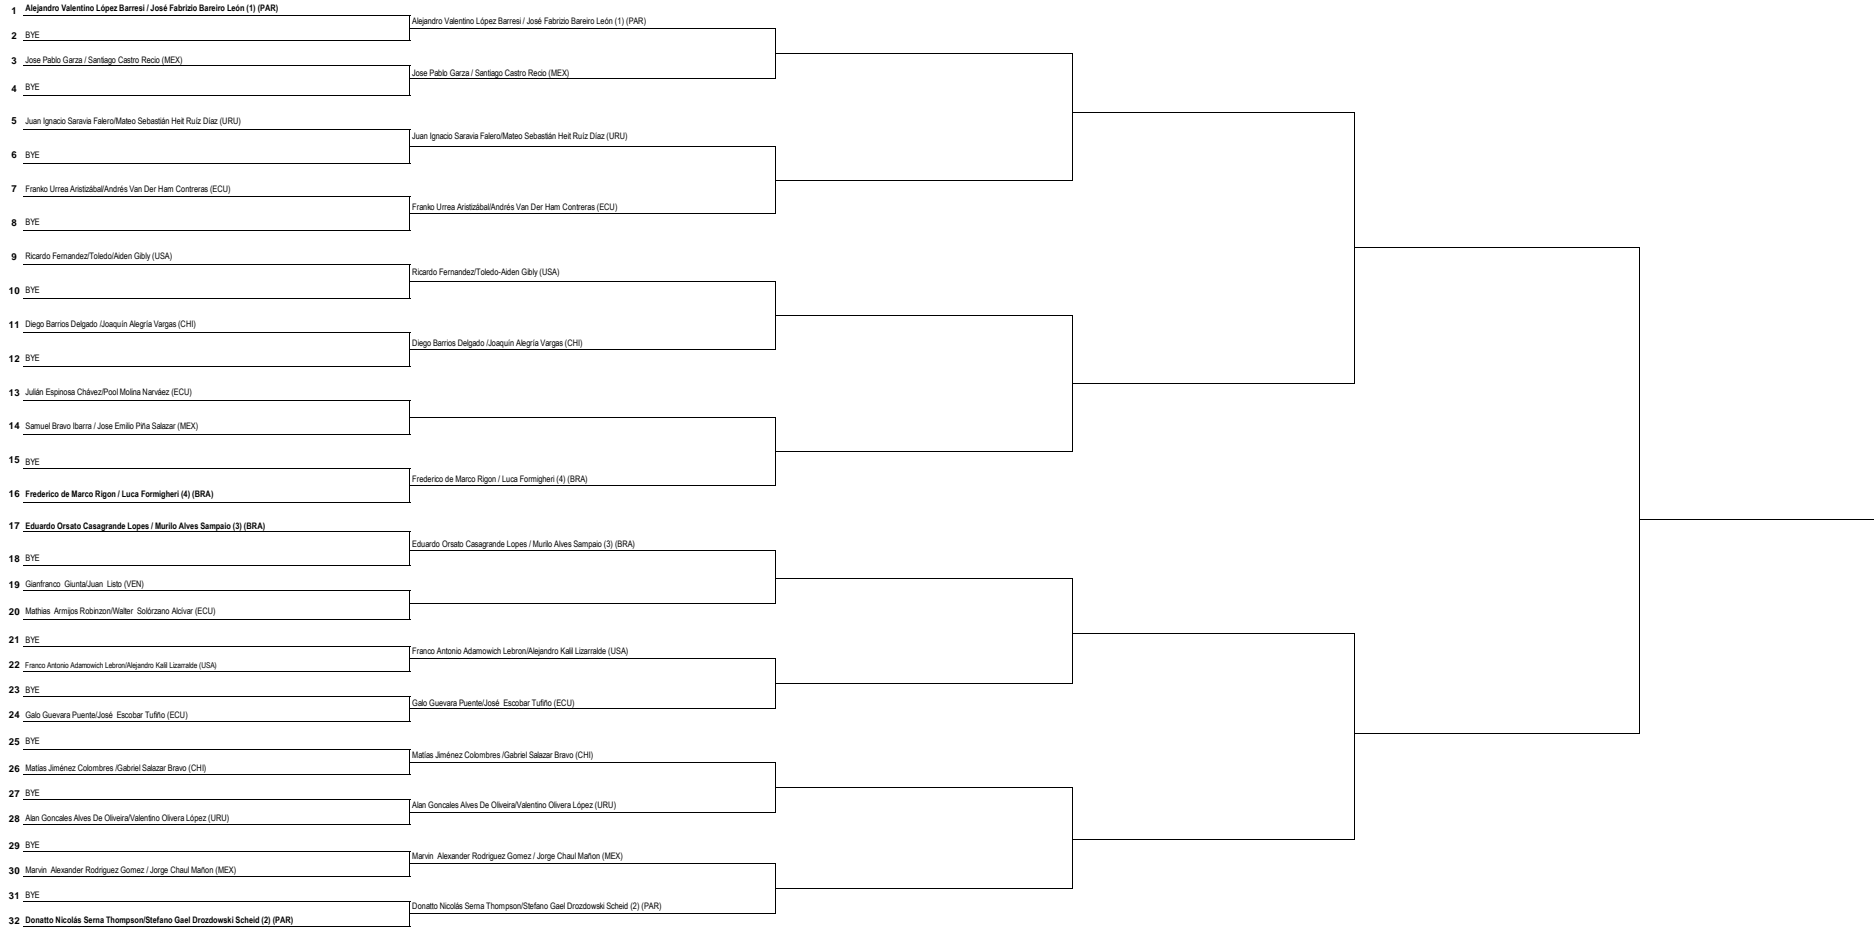 1 Alejandro Valentino López Barresi / José Fabrizio Bareiro León (1) (PAR)
Alejandro Valentino López Barresi / José Fabrizio Bareiro León (1) (PAR)
2 BYE
3 Jose Pablo Garza / Santiago Castro Recio (MEX)
Jose Pablo Garza / Santiago Castro Recio (MEX)
4 BYE
5 Juan Ignacio Saravia Falero/Mateo Sebastián Heit Ruíz Díaz (URU)
Juan Ignacio Saravia Falero/Mateo Sebastián Heit Ruíz Díaz (URU)
6 BYE
7 Franko Urrea Aristizábal/Andrés Van Der Ham Contreras (ECU)
Franko Urrea Aristizábal/Andrés Van Der Ham Contreras (ECU)
8 BYE
9 Ricardo Fernandez/Toledo/Aiden Gibly (USA)
Ricardo Fernandez/Toledo-Aiden Gibly (USA)
10 BYE
11 Diego Barrios Delgado /Joaquín Alegría Vargas (CHI)
Diego Barrios Delgado /Joaquín Alegría Vargas (CHI)
12 BYE
13 Julián Espinosa Chávez/Pool Molina Narváez (ECU)
14 Samuel Bravo Ibarra / Jose Emilio Piña Salazar (MEX)
15 BYE
Frederico de Marco Rigon / Luca Formigheri (4) (BRA)
16 Frederico de Marco Rigon / Luca Formigheri (4) (BRA)
17 Eduardo Orsato Casagrande Lopes / Murilo Alves Sampaio (3) (BRA)
Eduardo Orsato Casagrande Lopes / Murilo Alves Sampaio (3) (BRA)
18 BYE
19 Gianfranco Giunta/Juan Listo (VEN)
20 Mathias Armijos Robinzon/Walter Solórzano Alcívar (ECU)
21 BYE
Franco Antonio Adamowich Lebron/Alejandro Kalil Lizarralde (USA)
22 Franco Antonio Adamowich Lebron/Alejandro Kalil Lizarralde (USA)
23 BYE
Galo Guevara Puente/José Escobar Tufiño (ECU)
24 Galo Guevara Puente/José Escobar Tufiño (ECU)
25 BYE
Matías Jiménez Colombres /Gabriel Salazar Bravo (CHI)
26 Matías Jiménez Colombres /Gabriel Salazar Bravo (CHI)
27 BYE
Alan Goncales Alves De Oliveira/Valentino Olivera López (URU)
28 Alan Goncales Alves De Oliveira/Valentino Olivera López (URU)
29 BYE
Marvin Alexander Rodriguez Gomez / Jorge Chaul Mañon (MEX)
30 Marvin Alexander Rodriguez Gomez / Jorge Chaul Mañon (MEX)
31 BYE
Donatto Nicolás Serna Thompson/Stefano Gael Drozdowski Scheid (2) (PAR)
32 Donatto Nicolás Serna Thompson/Stefano Gael Drozdowski Scheid (2) (PAR)